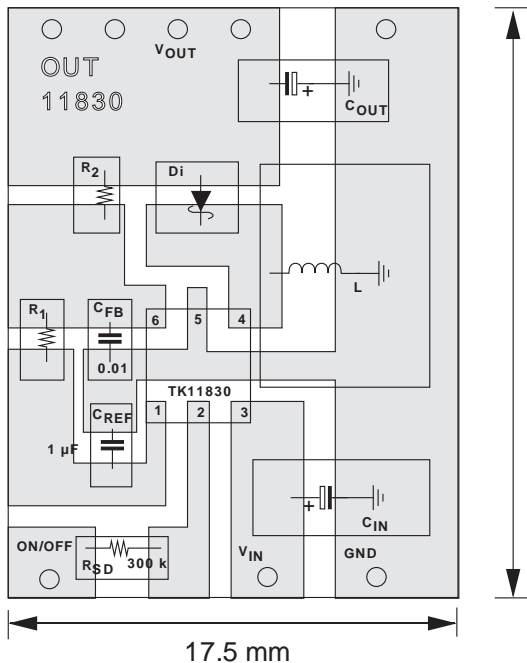 VOUT
OUT
11830
+
COUT
R2
Di
L
R1
CFB
6
5
4
0.01
TK11830
CREF
1
2
3
1 µF
+
CIN
ON/OFF
RSD
300 k
VIN
GND
17.5 mm